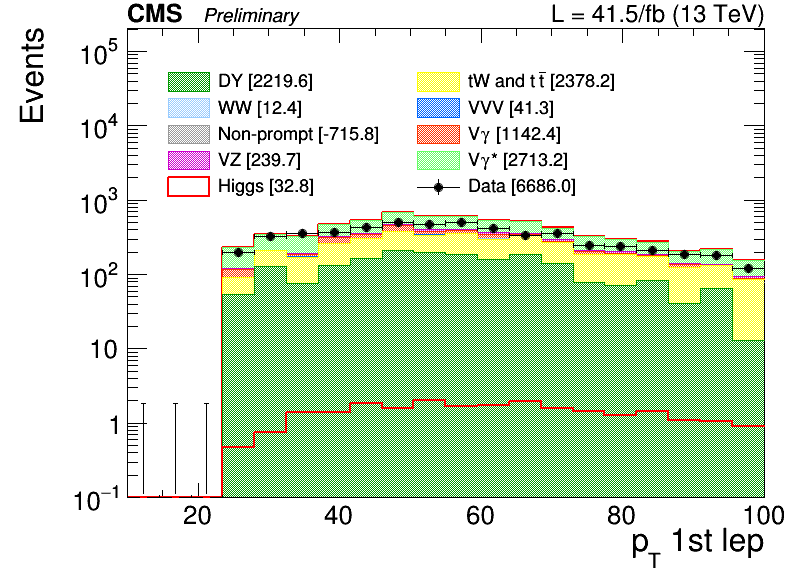 CMS Preliminary L = 41.5/fb (13 TeV)
Events
10⁵
10⁴
10³
10²
10
1
10⁻¹
DY [2219.6] tW and tt̄ [2378.2]
WW [12.4] VVV [41.3]
Non-prompt [-715.8] Vγ [1142.4]
VZ [239.7] Vγ* [2713.2]
Higgs [32.8] Data [6686.0]
20 40 60 80 100
p_T 1st lep